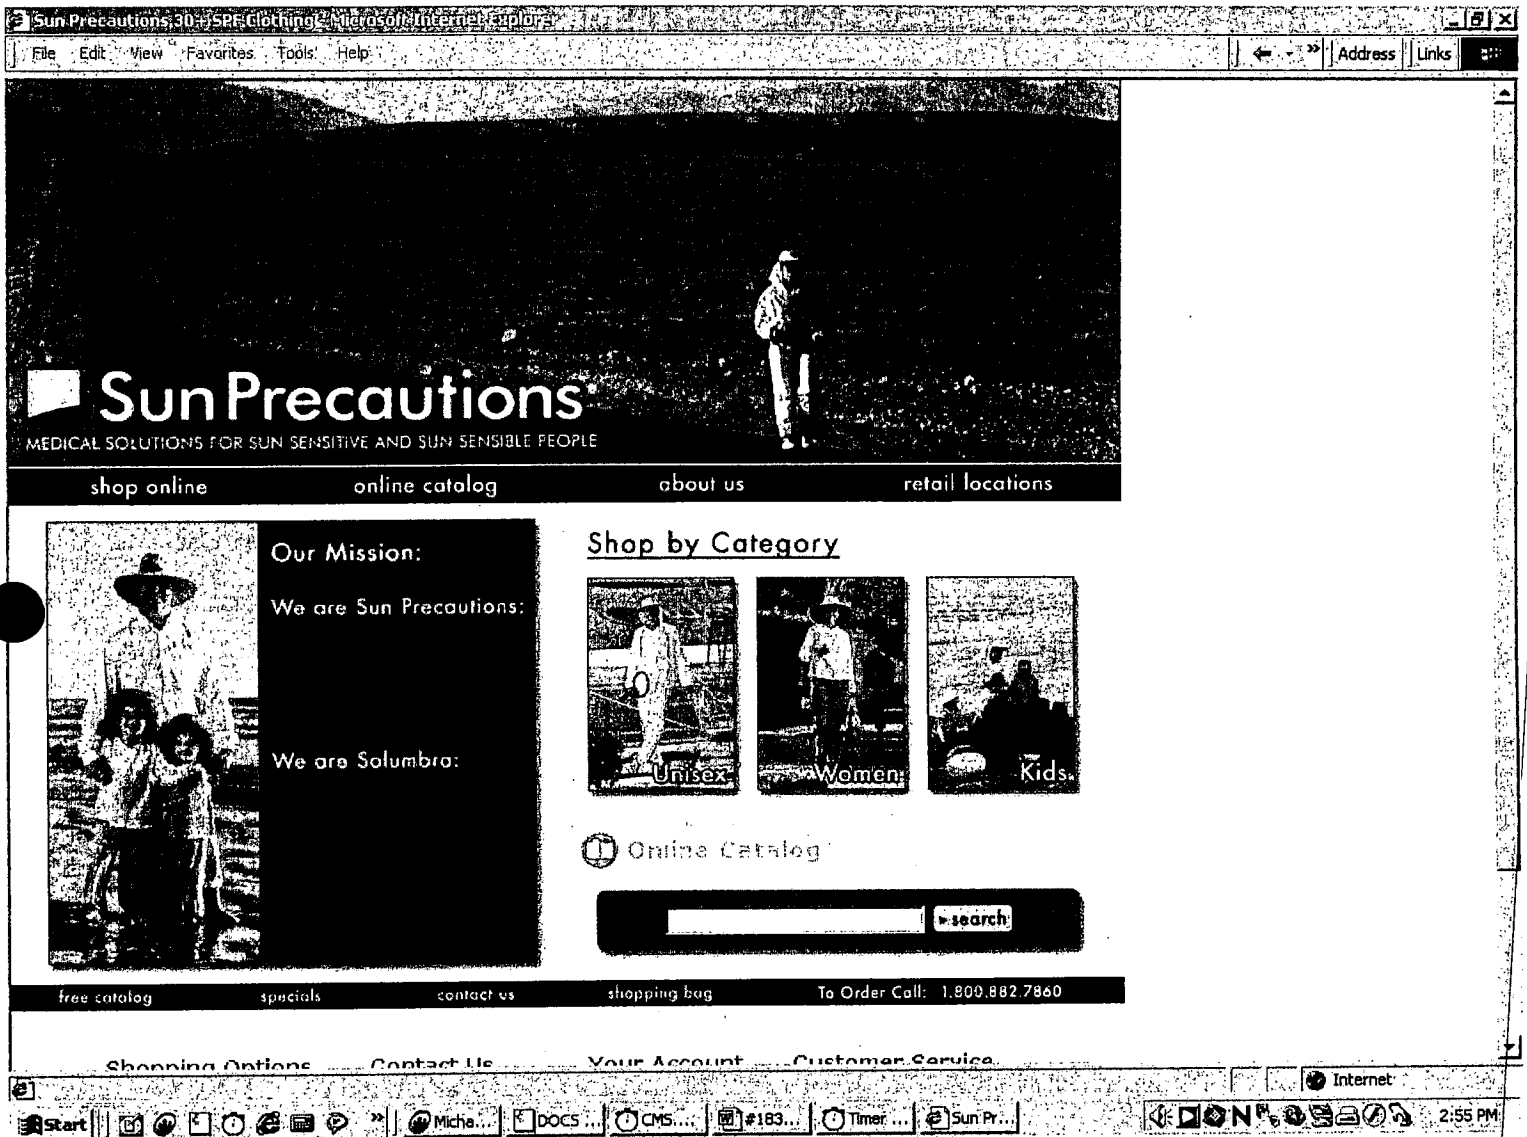 Sun Precautions 30+ SPF Clothing - Microsoft Internet Explorer
File Edit View Favorites Tools Help » Address Links
SunPrecautions
MEDICAL SOLUTIONS FOR SUN SENSITIVE AND SUN SENSIBLE PEOPLE
shop online online catalog about us retail locations
Our Mission:
We are Sun Precautions:
We are Solumbra:
Shop by Category
Unisex Women Kids
Online Catalog
search
free catalog specials contact us shopping bag To Order Call: 1.800.882.7860
Shopping Options Contact Us Your Account Customer Service
Internet
Start » Micha... DOCS ... CMS.... #183... Timer ... Sun Pr... 2:55 PM